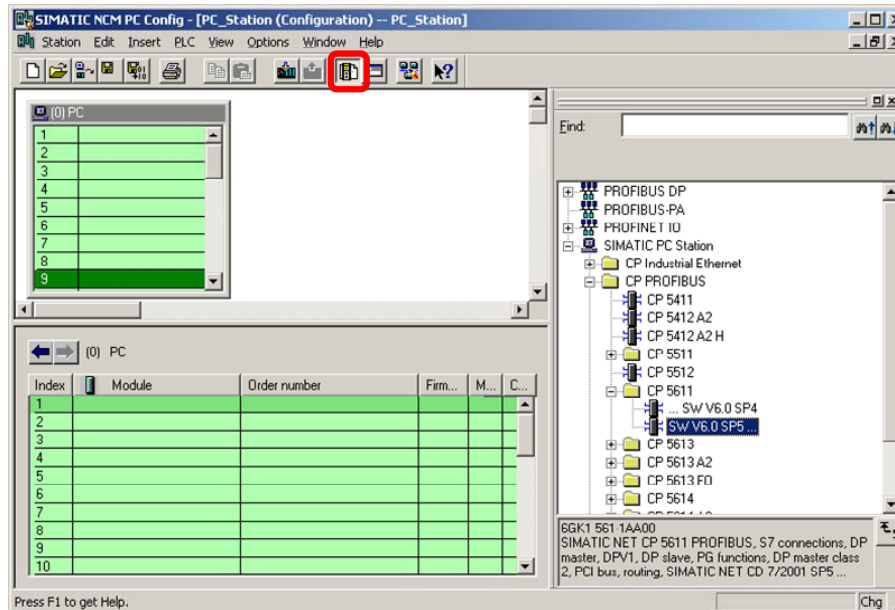 SIMATIC NCM PC Config - [PC_Station (Configuration) -- PC_Station]
Station Edit Insert PLC View Options Window Help
(0) PC
1
2
3
4
5
6
7
8
9
Find:
PROFIBUS DP
PROFIBUS-PA
PROFINET IO
SIMATIC PC Station
CP Industrial Ethernet
CP PROFIBUS
CP 5411
CP 5412 A2
CP 5412 A2 H
CP 5511
CP 5512
CP 5611
... SW V6.0 SP4
SW V6.0 SP5 ...
CP 5613
CP 5613 A2
CP 5613 FO
CP 5614
(0) PC
Index Module Order number Firm... M... C...
1
2
3
4
5
6
7
8
9
10
6GK1 561-1AA00
SIMATIC NET CP 5611 PROFIBUS, S7 connections, DP
master, DPV1, DP slave, PG functions, DP master class
2, PCI bus, routing, SIMATIC NET CD 7/2001 SP5 ...
Press F1 to get Help.
Chg